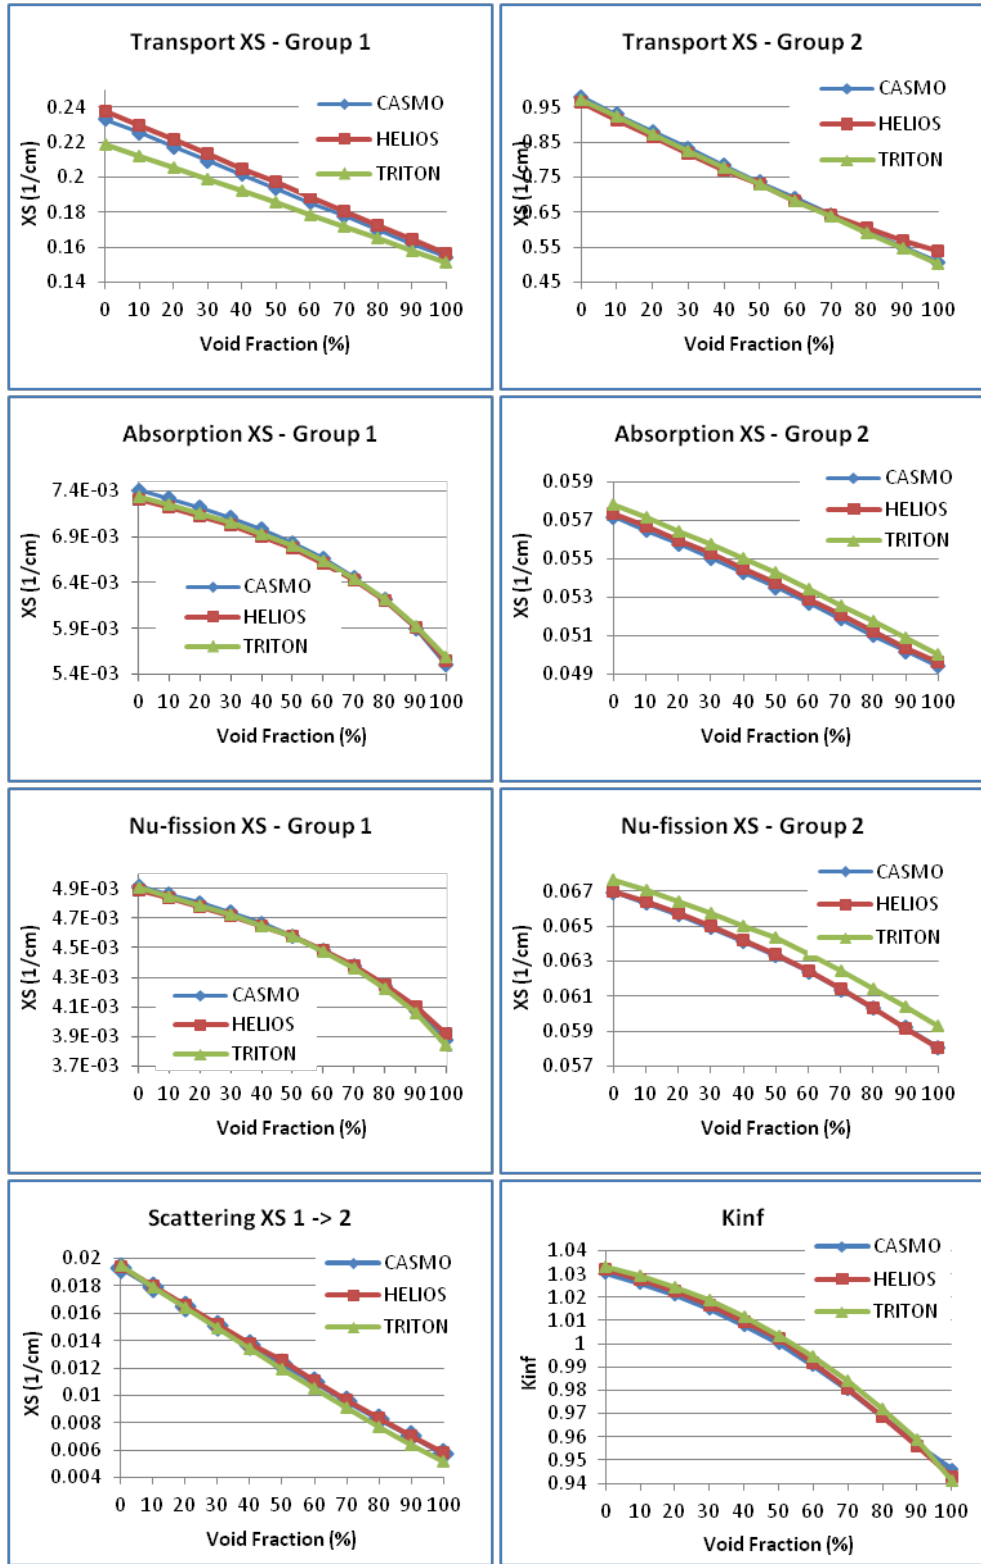 Transport XS - Group 1
XS (1/cm)
0.24
0.22
0.2
0.18
0.16
0.14
CASMO
HELIOS
TRITON
0 10 20 30 40 50 60 70 80 90 100
Void Fraction (%)
Transport XS - Group 2
XS (1/cm)
0.95
0.85
0.75
0.65
0.55
0.45
CASMO
HELIOS
TRITON
0 10 20 30 40 50 60 70 80 90 100
Void Fraction (%)
Absorption XS - Group 1
XS (1/cm)
7.4E-03
6.9E-03
6.4E-03
5.9E-03
5.4E-03
CASMO
HELIOS
TRITON
0 10 20 30 40 50 60 70 80 90 100
Void Fraction (%)
Absorption XS - Group 2
XS (1/cm)
0.059
0.057
0.055
0.053
0.051
0.049
CASMO
HELIOS
TRITON
0 10 20 30 40 50 60 70 80 90 100
Void Fraction (%)
Nu-fission XS - Group 1
XS (1/cm)
4.9E-03
4.7E-03
4.5E-03
4.3E-03
4.1E-03
3.9E-03
3.7E-03
CASMO
HELIOS
TRITON
0 10 20 30 40 50 60 70 80 90 100
Void Fraction (%)
Nu-fission XS - Group 2
XS (1/cm)
0.067
0.065
0.063
0.061
0.059
0.057
CASMO
HELIOS
TRITON
0 10 20 30 40 50 60 70 80 90 100
Void Fraction (%)
Scattering XS 1 -> 2
XS (1/cm)
0.02
0.018
0.016
0.014
0.012
0.01
0.008
0.006
0.004
CASMO
HELIOS
TRITON
0 10 20 30 40 50 60 70 80 90 100
Void Fraction (%)
Kinf
Kinf
1.04
1.03
1.02
1.01
1
0.99
0.98
0.97
0.96
0.95
0.94
CASMO
HELIOS
TRITON
0 10 20 30 40 50 60 70 80 90 100
Void Fraction (%)